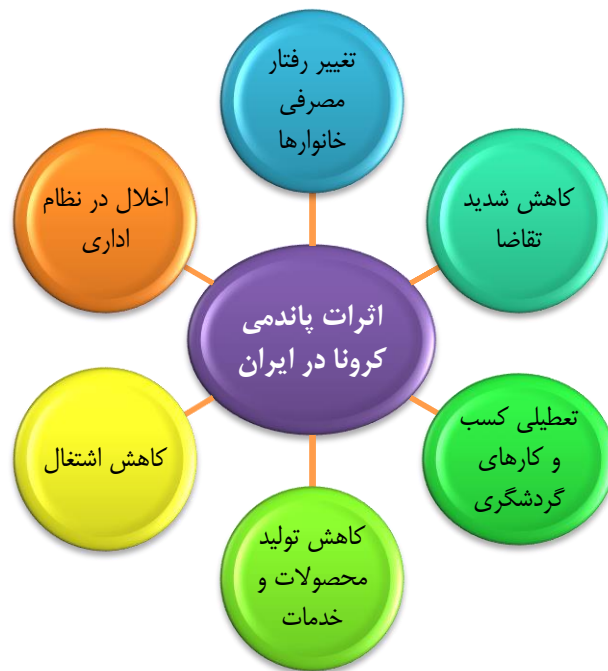 تغییر رفتار
مصرفی
خانوارها
کاهش شدید
تقاضا
تعطیلی کسب
و کارهای
گردشگری
کاهش تولید
محصولات و
خدمات
کاهش اشتغال
اخلال در نظام
اداری
اثرات پاندمی
کرونا در ایران